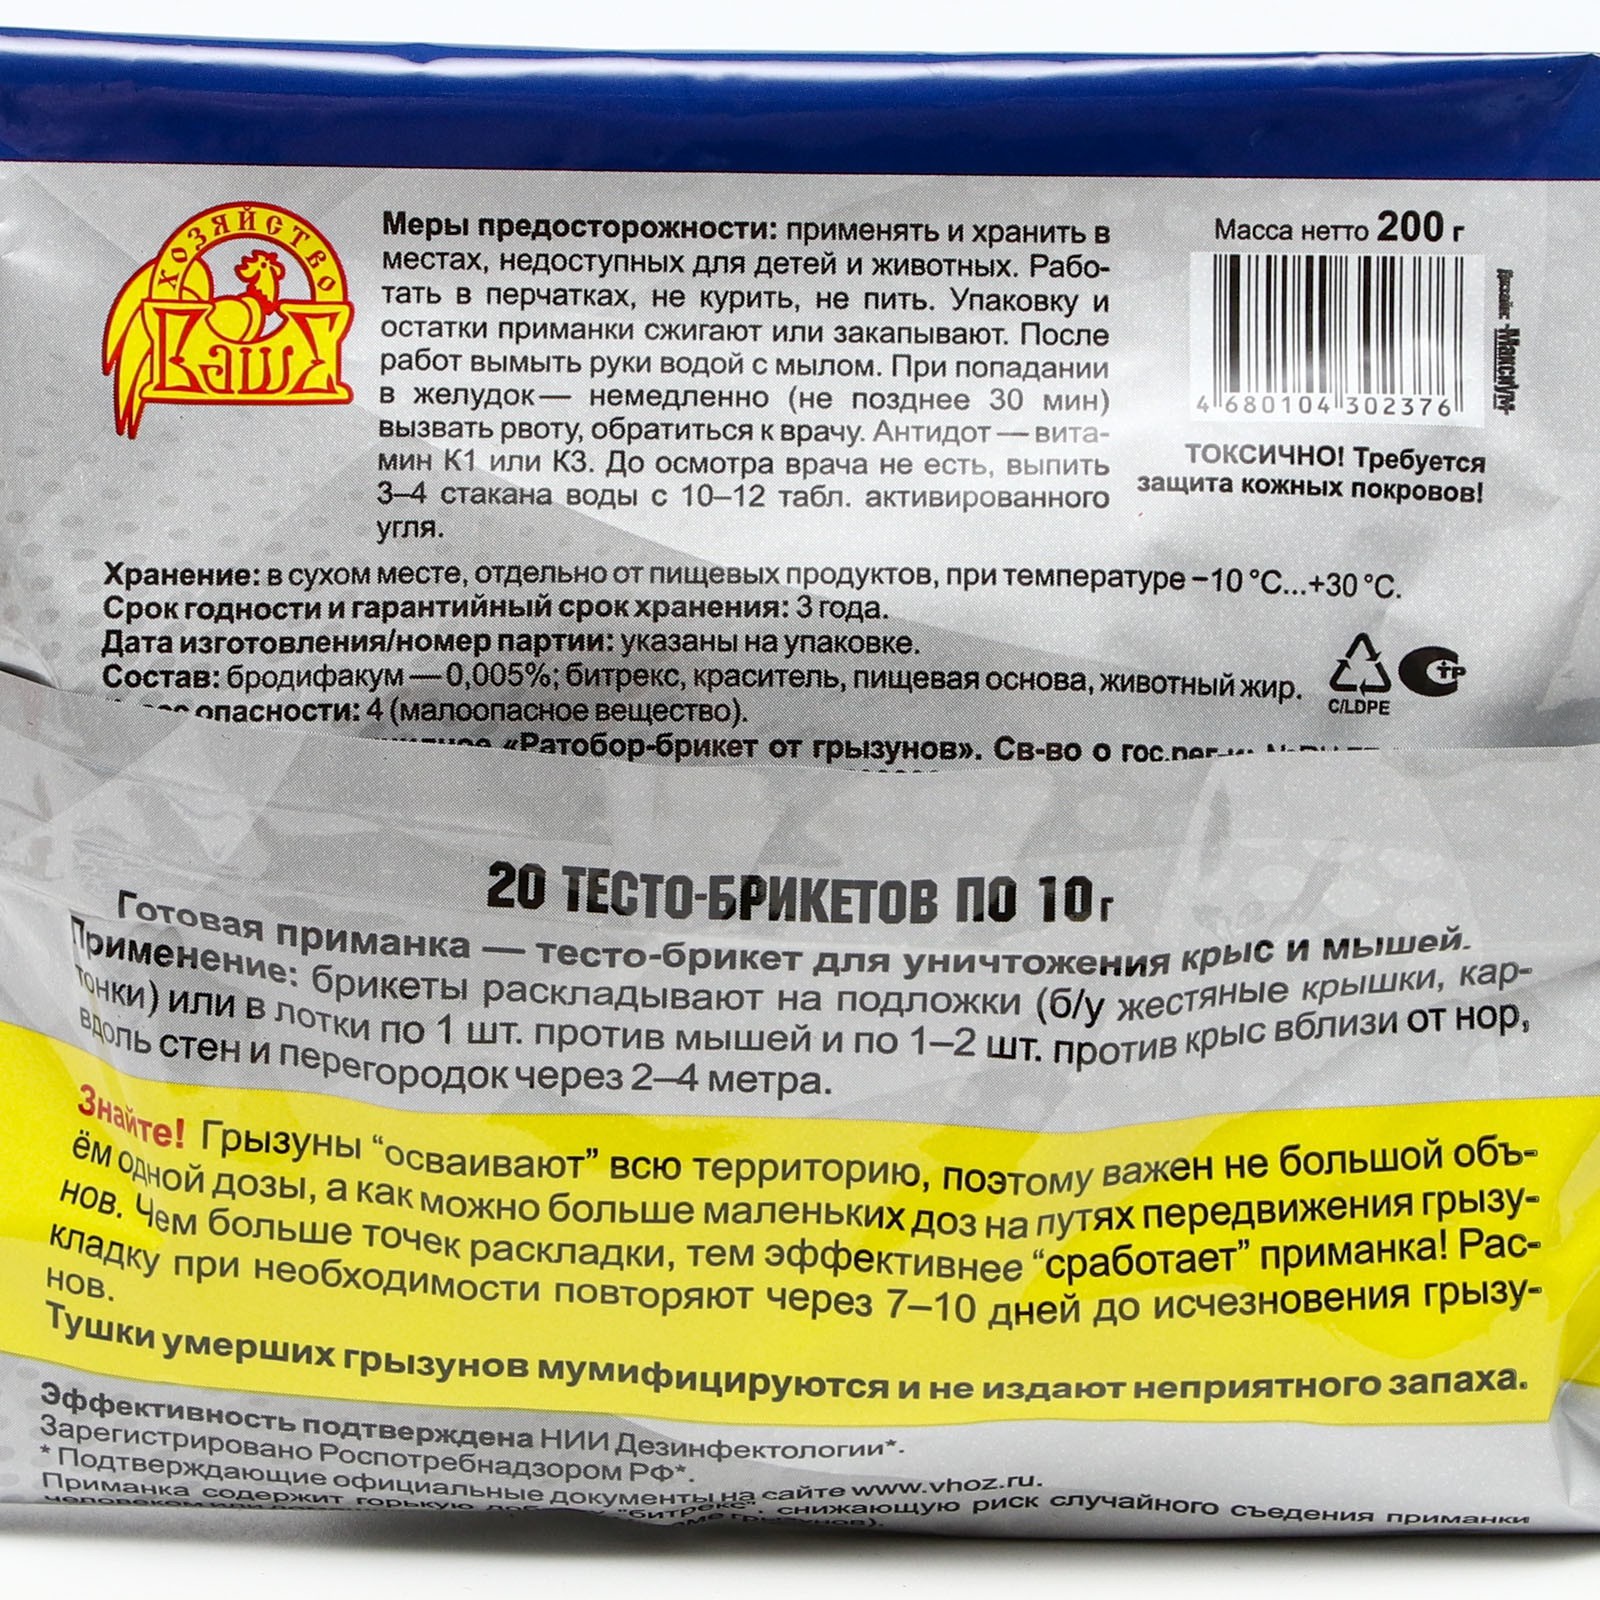 ХОЗЯЙСТВО
ВАШЕ
Меры предосторожности: применять и хранить в
местах, недоступных для детей и животных. Рабо-
тать в перчатках, не курить, не пить. Упаковку и
остатки приманки сжигают или закапывают. После
работ вымыть руки водой с мылом. При попадании
в желудок — немедленно (не позднее 30 мин)
вызвать рвоту, обратиться к врачу. Антидот — вита-
мин К1 или К3. До осмотра врача не есть, выпить
3–4 стакана воды с 10–12 табл. активированного
угля.
Масса нетто 200 г
дизайн: «Максиум»
4 680104 302376
ТОКСИЧНО! Требуется
защита кожных покровов!
Хранение: в сухом месте, отдельно от пищевых продуктов, при температуре −10 °С...+30 °С.
Срок годности и гарантийный срок хранения: 3 года.
Дата изготовления/номер партии: указаны на упаковке.
Состав: бродифакум — 0,005%; битрекс, краситель, пищевая основа, животный жир.
C/LDPE
опасности: 4 (малоопасное вещество).
«Ратобор-брикет от грызунов». Св-во о гос.рег-и:
20 ТЕСТО-БРИКЕТОВ ПО 10 г
Готовая приманка — тесто-брикет для уничтожения крыс и мышей.
Применение: брикеты раскладывают на подложки (б/у жестяные крышки, кар-
тонки) или в лотки по 1 шт. против мышей и по 1–2 шт. против крыс вблизи от нор,
вдоль стен и перегородок через 2–4 метра.
Знайте! Грызуны “осваивают” всю территорию, поэтому важен не большой объ-
ём одной дозы, а как можно больше маленьких доз на путях передвижения грызу-
нов. Чем больше точек раскладки, тем эффективнее “сработает” приманка! Рас-
кладку при необходимости повторяют через 7–10 дней до исчезновения грызу-
нов.
Тушки умерших грызунов мумифицируются и не издают неприятного запаха.
Эффективность подтверждена НИИ Дезинфектологии*.
Зарегистрировано Роспотребнадзором РФ*.
* Подтверждающие официальные документы на сайте www.vhoz.ru.
Приманка содержит горькую "битрекс", снижающую риск случайного съедения приманки
человеком или грызунов).